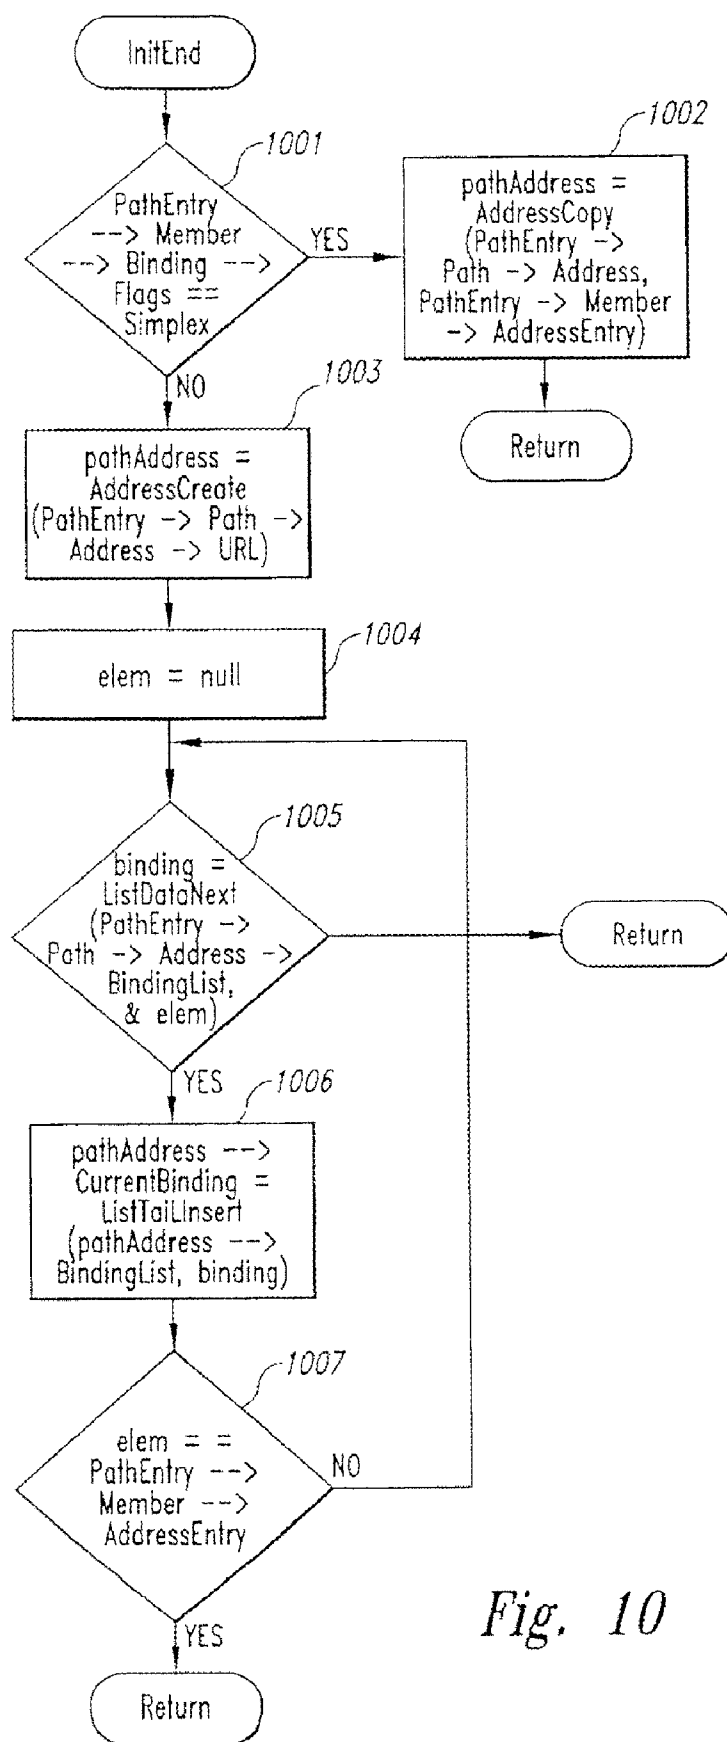 InitEnd
1001
PathEntry
--> Member
--> Binding -->
Flags ==
Simplex
YES
1002
pathAddress =
AddressCopy
(PathEntry ->
Path -> Address,
PathEntry -> Member
-> AddressEntry)
Return
NO
1003
pathAddress =
AddressCreate
(PathEntry -> Path ->
Address -> URL)
1004
elem = null
1005
binding =
ListDataNext
(PathEntry ->
Path -> Address ->
BindingList,
& elem)
Return
YES
1006
pathAddress -->
CurrentBinding =
ListTailInsert
(pathAddress -->
BindingList, binding)
1007
elem = =
PathEntry -->
Member -->
AddressEntry
NO
YES
Return
Fig. 10